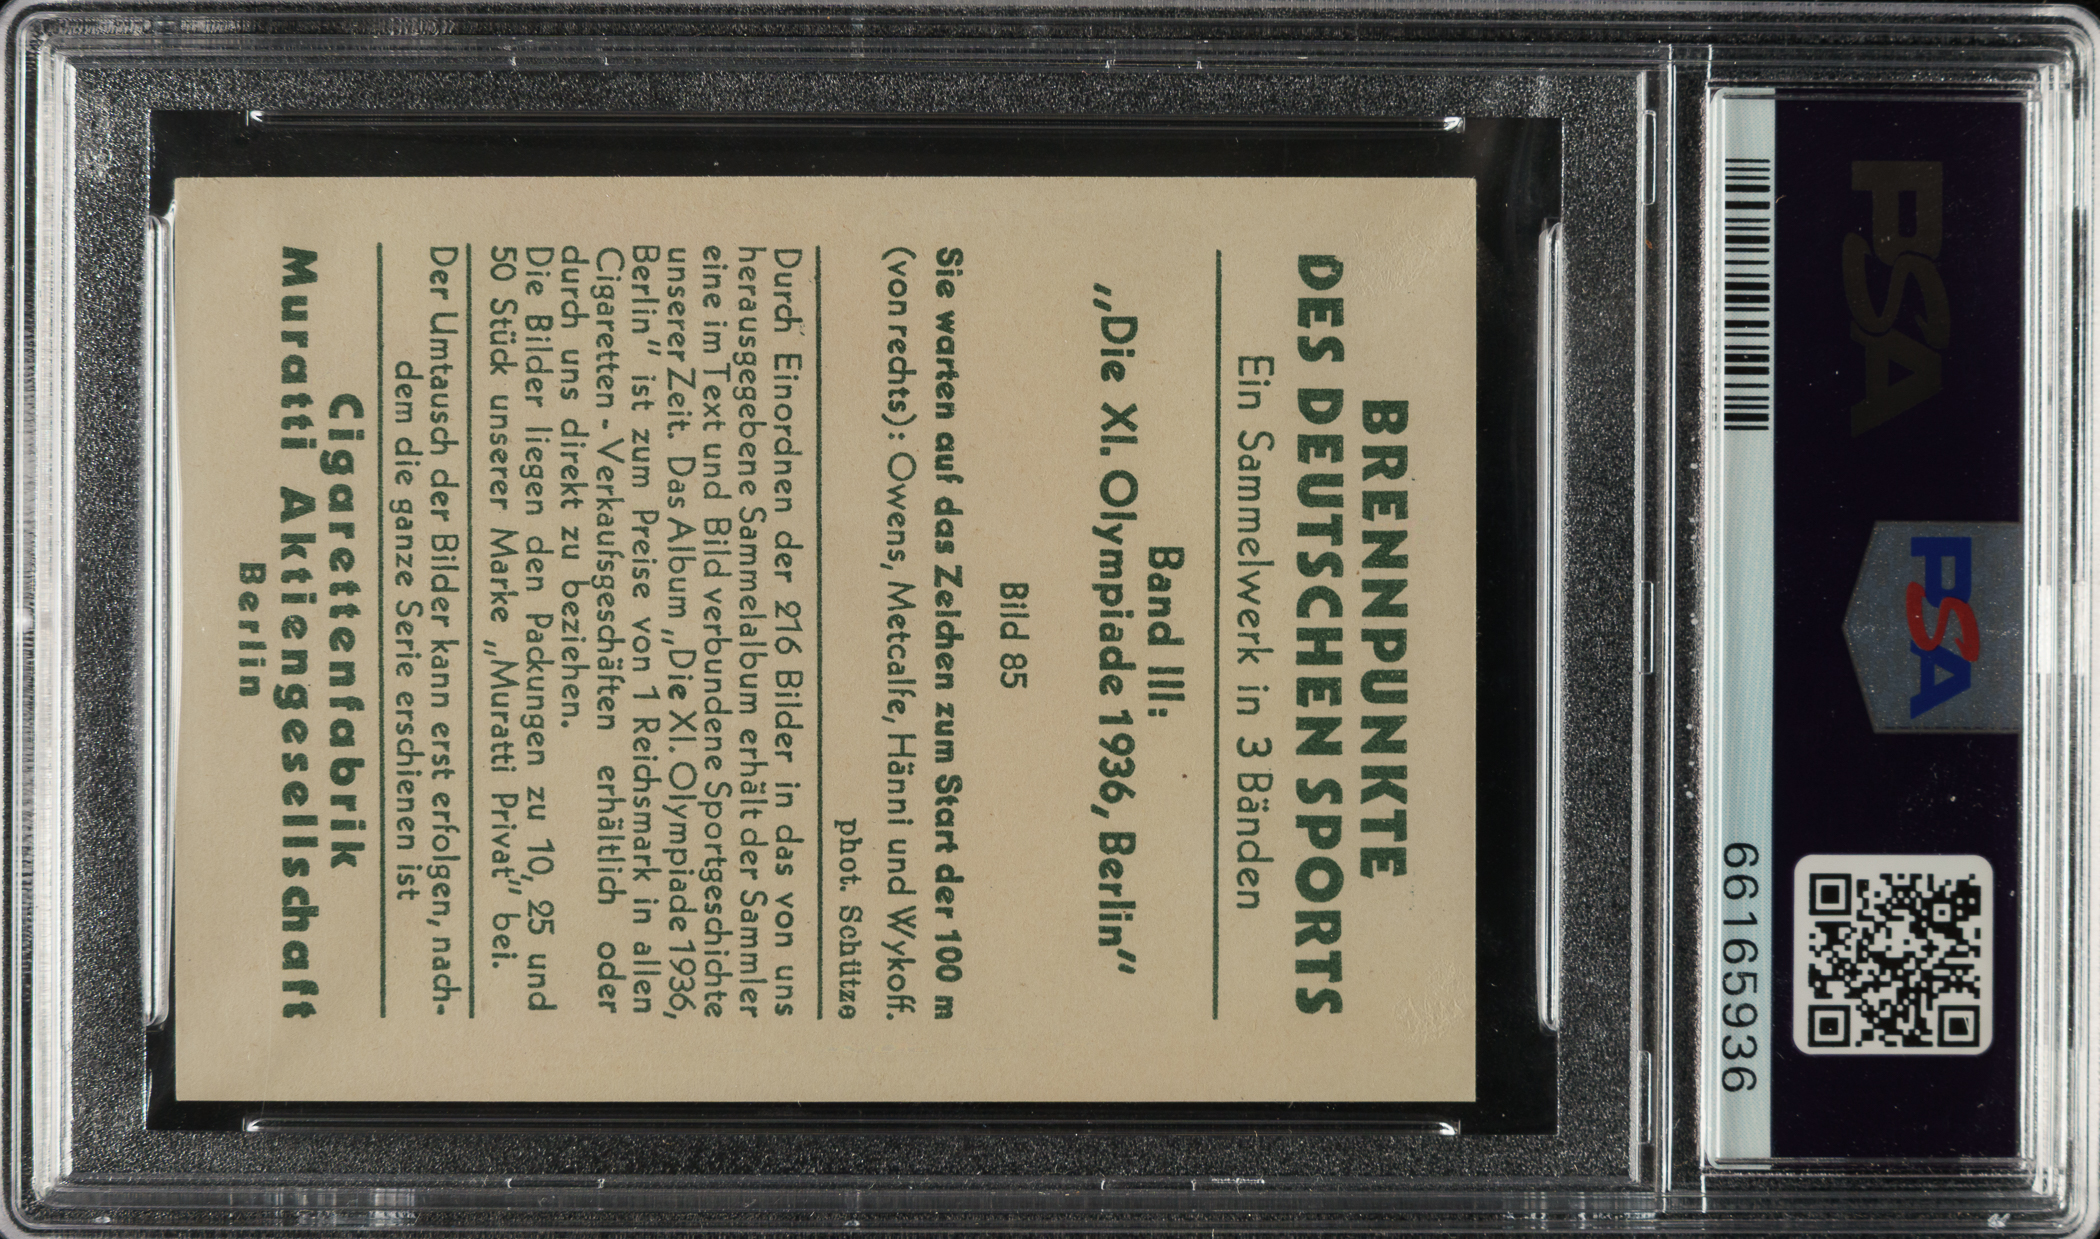 PSA
PSA
66165936
BRENNPUNKTE
DES DEUTSCHEN SPORTS
Ein Sammelwerk in 3 Bänden
Band III:
„Die XI. Olympiade 1936, Berlin“
Bild 85
Sie warten auf das Zeichen zum Start der 100 m
(von rechts): Owens, Metcalfe, Hänni und Wykoff.
phot. Schütze
Durch Einordnen der 216 Bilder in das von uns
herausgegebene Sammelalbum erhält der Sammler
eine im Text und Bild verbundene Sportgeschichte
unserer Zeit. Das Album „Die XI. Olympiade 1936,
Berlin“ ist zum Preise von 1 Reichsmark in allen
Cigaretten-Verkaufsgeschäften erhältlich oder
durch uns direkt zu beziehen.
Die Bilder liegen den Packungen zu 10, 25 und
50 Stück unserer Marke „Muratti Privat“ bei.
Der Umtausch der Bilder kann erst erfolgen, nach-
dem die ganze Serie erschienen ist
Cigarettenfabrik
Muratti Aktiengesellschaft
Berlin